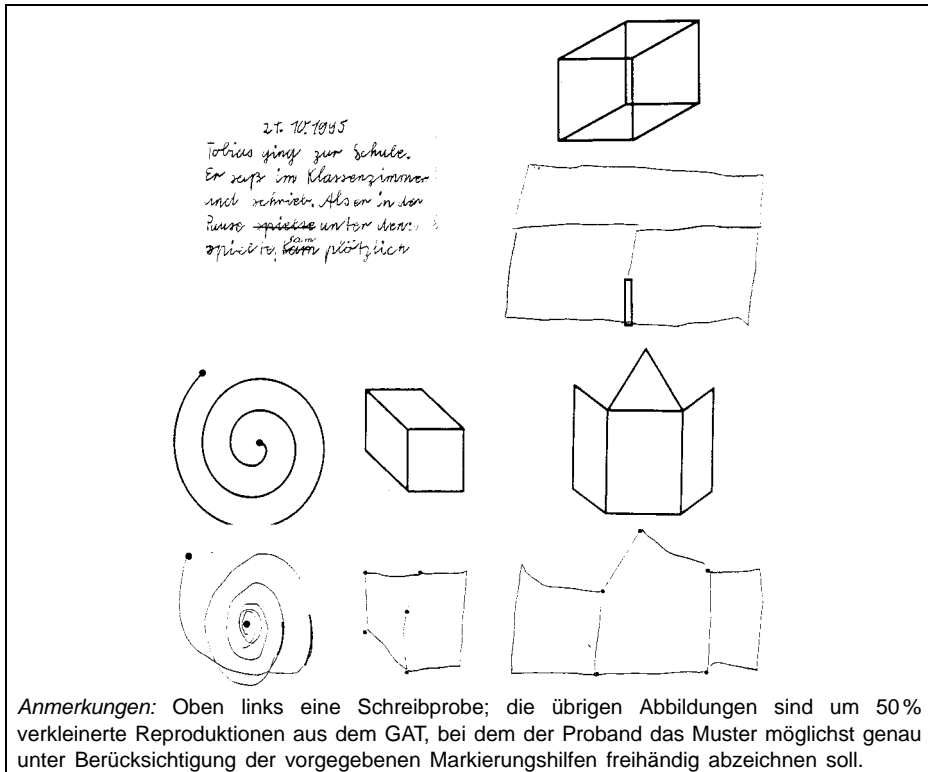 21. 10. 1995
Tobius ging zur Schule.
Er saß im Klassenzimmer
und schrieb. Als er in der
Pause spielte unter dem
spielte, kam plötzlich
Anmerkungen: Oben links eine Schreibprobe; die übrigen Abbildungen sind um 50 %
verkleinerte Reproduktionen aus dem GAT, bei dem der Proband das Muster möglichst genau
unter Berücksichtigung der vorgegebenen Markierungshilfen freihändig abzeichnen soll.